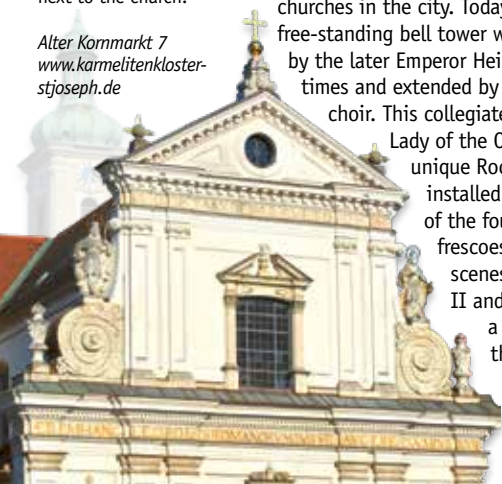 next to the church.
Alter Kornmarkt 7
www.karmelitenkloster-
stjoseph.de
churches in the city. Today
free-standing bell tower w
by the later Emperor Hei
times and extended by
choir. This collegiate
Lady of the
unique Roc
installed
of the fou
frescoes
scenes
II and
a
th